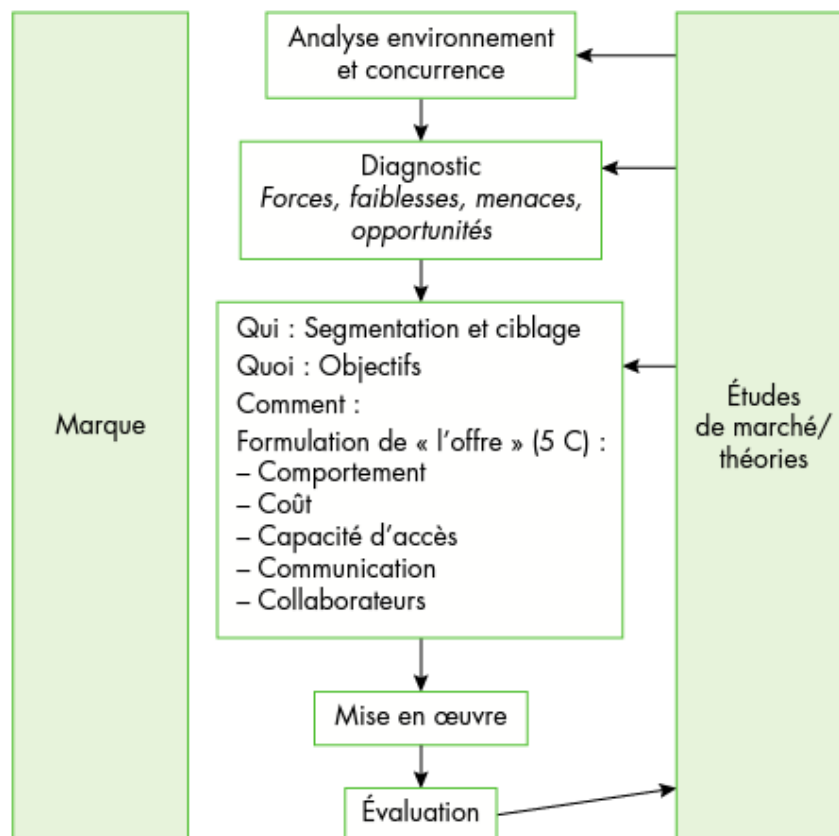 Analyse environnement
et concurrence
Diagnostic
Forces, faiblesses, menaces,
opportunités
Qui : Segmentation et ciblage
Quoi : Objectifs
Comment :
Formulation de « l'offre » (5 C) :
– Comportement
– Coût
– Capacité d'accès
– Communication
– Collaborateurs
Mise en œuvre
Évaluation
Marque
Études
de marché/
théories